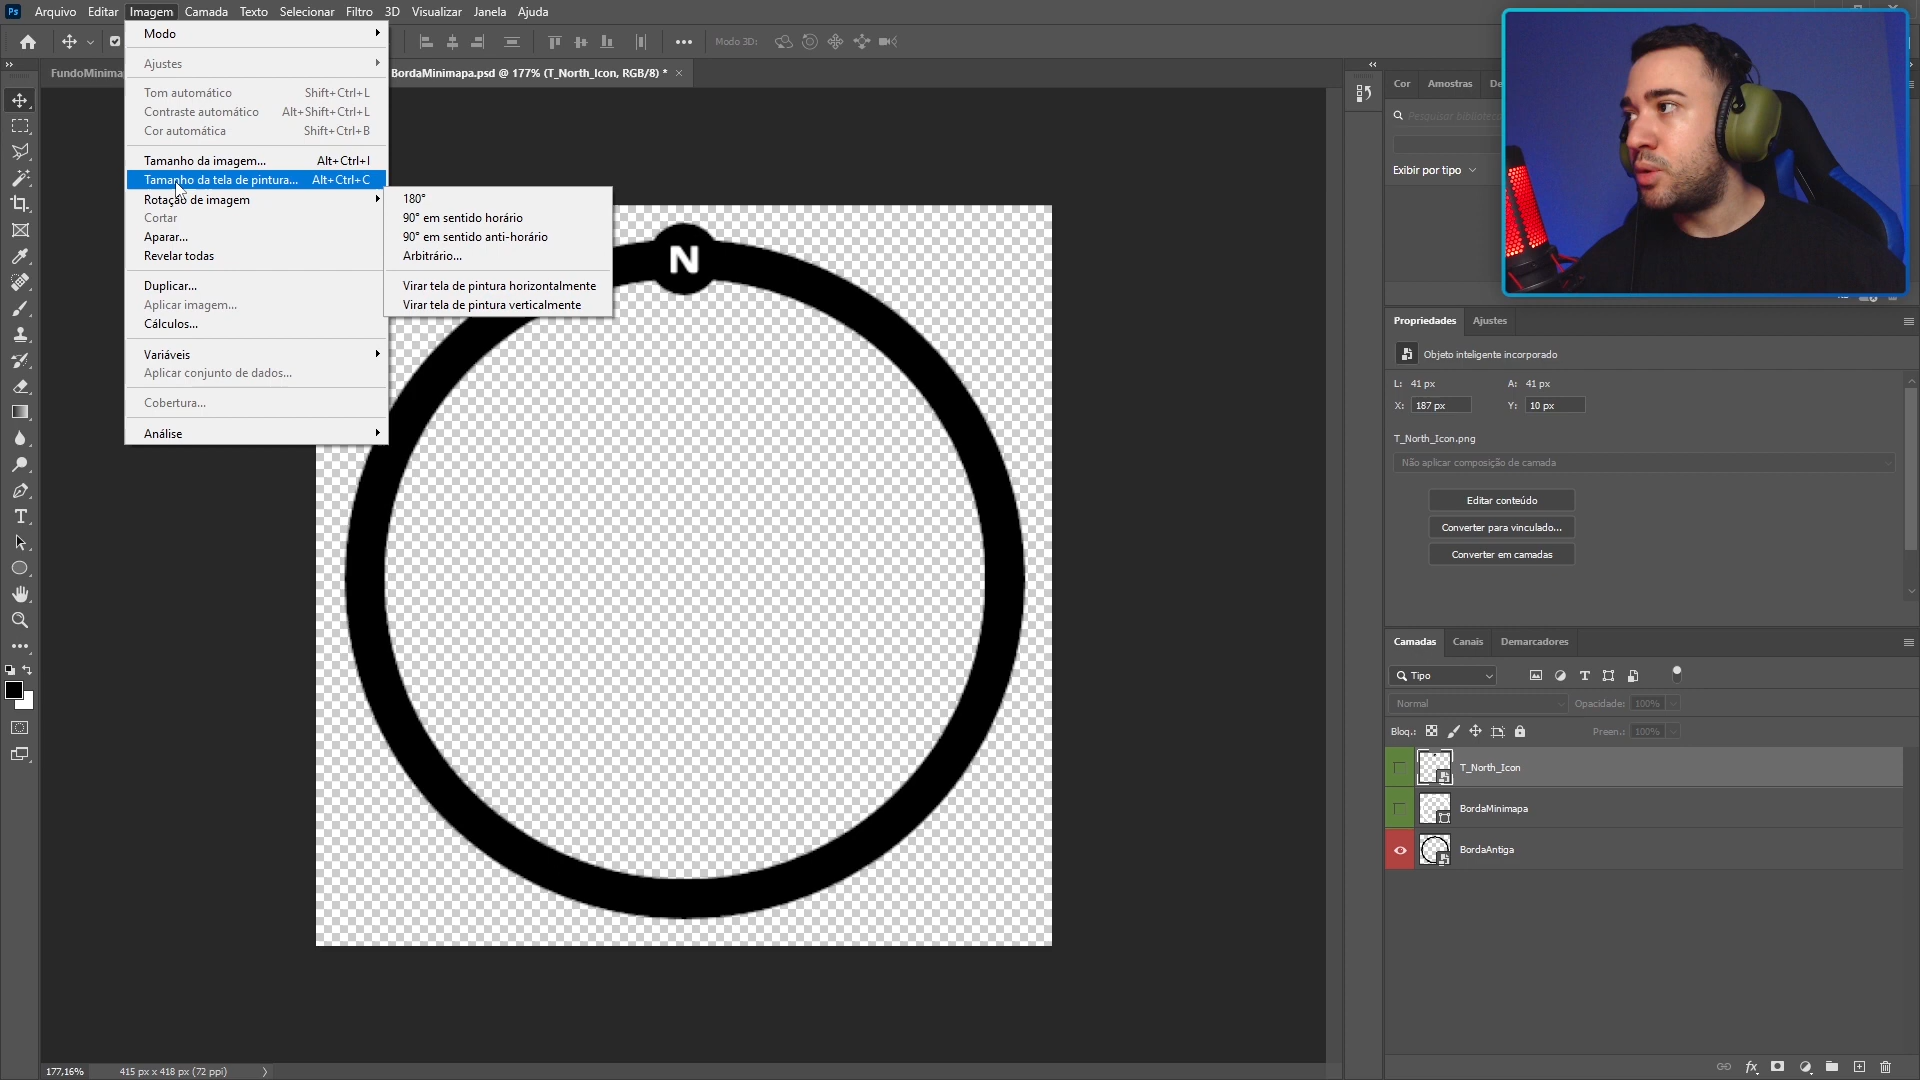 Ps Arquivo Editar Imagem Camada Texto Selecionar Filtro 3D Visualizar Janela Ajuda
Modo 3D:
FundoMinima
BordaMinimapa.psd @ 177% (T_North_Icon, RGB/8) *
Modo
Ajustes
Tom automático Shift+Ctrl+L
Contraste automático Alt+Shift+Ctrl+L
Cor automática Shift+Ctrl+B
Tamanho da imagem... Alt+Ctrl+I
Tamanho da tela de pintura... Alt+Ctrl+C
Rotação de imagem
Cortar
Aparar...
Revelar todas
Duplicar...
Aplicar imagem...
Cálculos...
Variáveis
Aplicar conjunto de dados...
Cobertura...
Análise
180°
90° em sentido horário
90° em sentido anti-horário
Arbitrário...
Virar tela de pintura horizontalmente
Virar tela de pintura verticalmente
N
Cor Amostras De
Pesquisar biblioteca
Exibir por tipo
Propriedades Ajustes
Objeto inteligente incorporado
L: 41 px A: 41 px
X: 187 px Y: 10 px
T_North_Icon.png
Não aplicar composição de camada
Editar conteúdo
Converter para vinculado...
Converter em camadas
Camadas Canais Demarcadores
Tipo
Normal Opacidade: 100%
Bloq.: Preen.: 100%
T_North_Icon
BordaMinimapa
BordaAntiga
177,16% 415 px x 418 px (72 ppi)